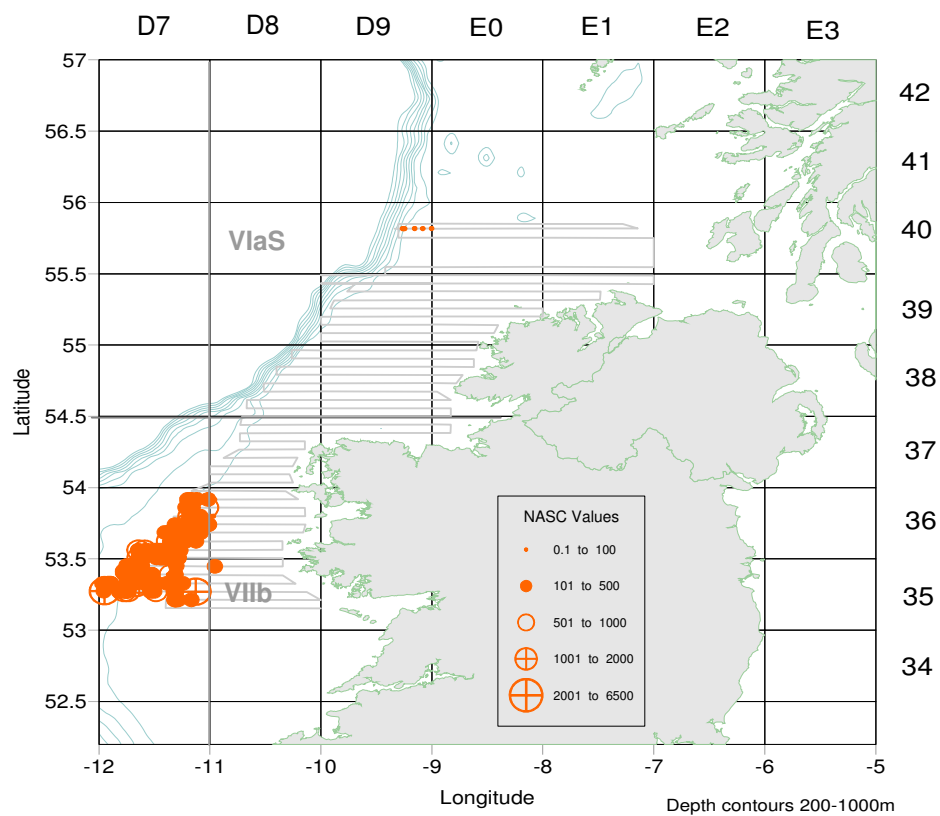 D7 D8 D9 E0 E1 E2 E3
57
42
56.5
41
56
VIaS
40
55.5
39
55
38
Latitude
54.5
37
54
NASC Values
36
0.1 to 100
53.5
101 to 500
VIIb
35
501 to 1000
53
1001 to 2000
34
2001 to 6500
52.5
-12 -11 -10 -9 -8 -7 -6 -5
Longitude
Depth contours 200-1000m